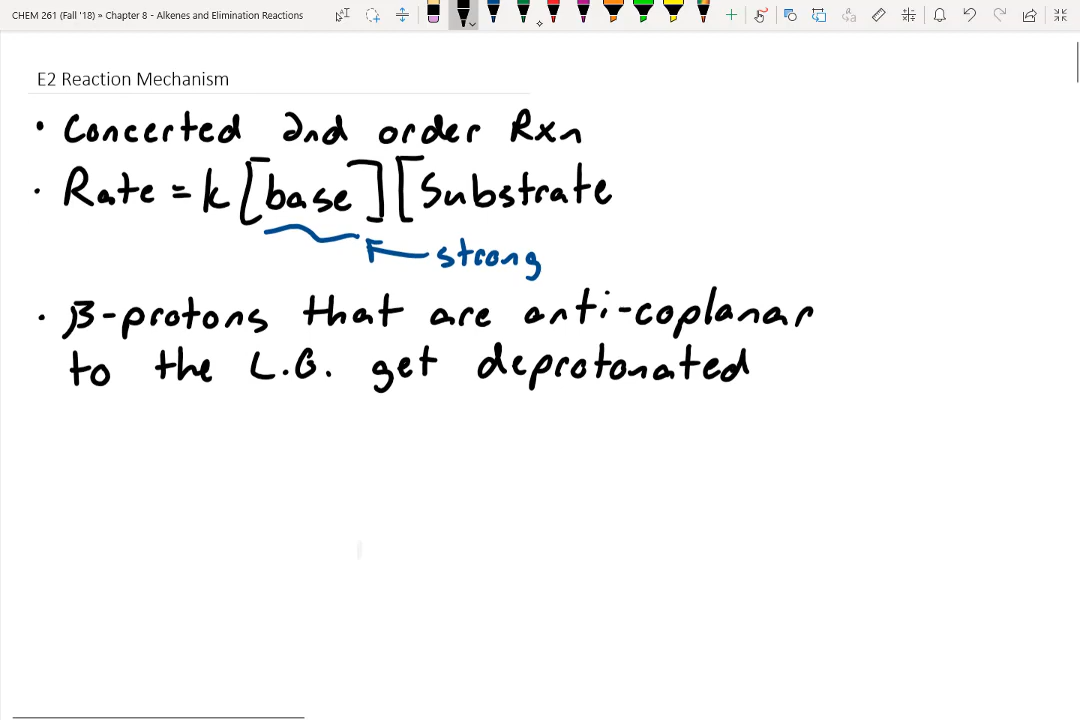 CHEM 261 (Fall '18) » Chapter 8 - Alkenes and Elimination Reactions
E2 Reaction Mechanism
• Concerted 2nd order Rxn
• Rate = k[base][Substrate
strong
• β-protons that are anti-coplanar
to the L.G. get deprotonated